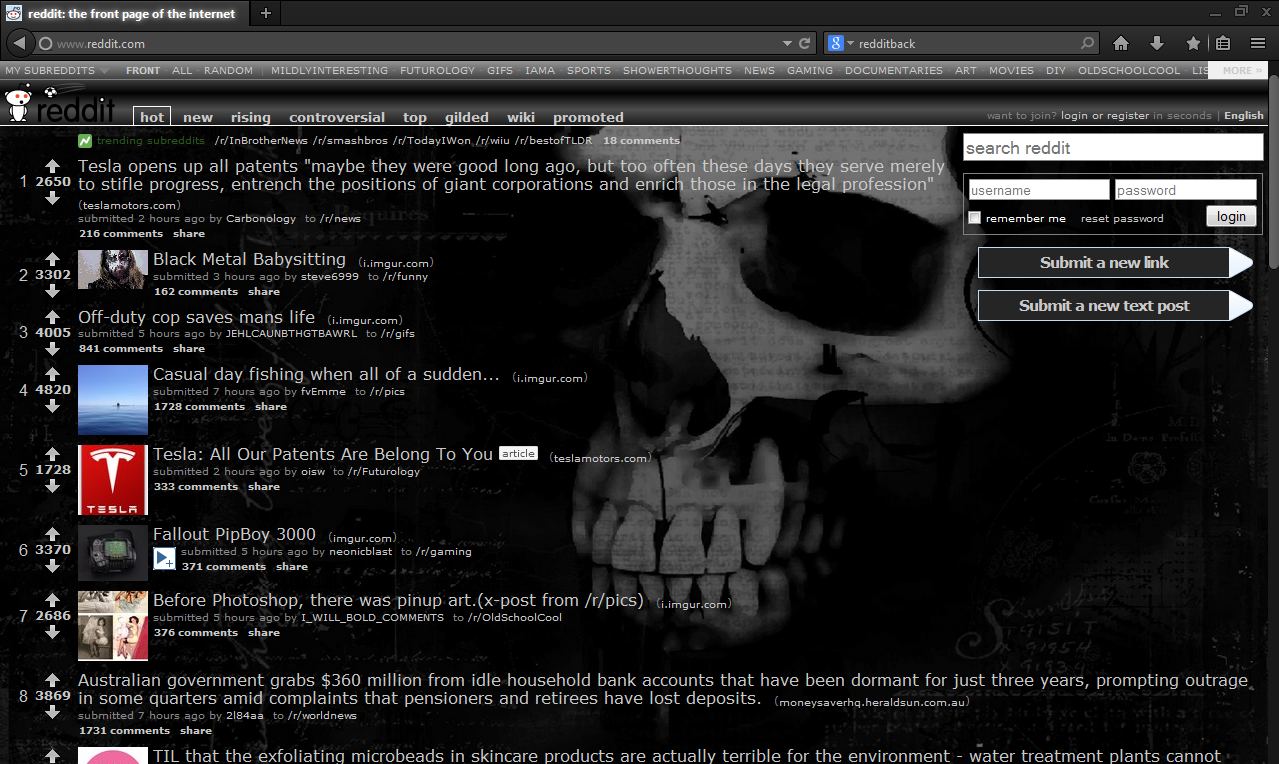 reddit: the front page of the internet
www.reddit.com
redditback
MY SUBREDDITS FRONT - ALL - RANDOM | MILDLYINTERESTING - FUTUROLOGY - GIFS - IAMA - SPORTS - SHOWERTHOUGHTS - NEWS - GAMING - DOCUMENTARIES - ART - MOVIES - DIY - OLDSCHOOLCOOL - LIS MORE »
reddit hot new rising controversial top gilded wiki promoted
want to join? login or register in seconds | English
trending subreddits /r/InBrotherNews /r/smashbros /r/TodayIWon /r/wiiu /r/bestofTLDR 18 comments
search reddit
username password
remember me reset password login
Submit a new link
Submit a new text post
1 2650 Tesla opens up all patents "maybe they were good long ago, but too often these days they serve merely
to stifle progress, entrench the positions of giant corporations and enrich those in the legal profession"
(teslamotors.com)
submitted 2 hours ago by Carbonology to /r/news
216 comments share
2 3302 Black Metal Babysitting (i.imgur.com)
submitted 3 hours ago by steve6999 to /r/funny
162 comments share
3 4005 Off-duty cop saves mans life (i.imgur.com)
submitted 5 hours ago by JEHLCAUNBTHGTBAWRL to /r/gifs
841 comments share
4 4820 Casual day fishing when all of a sudden... (i.imgur.com)
submitted 7 hours ago by fvEmme to /r/pics
1728 comments share
5 1728 Tesla: All Our Patents Are Belong To You article (teslamotors.com)
submitted 2 hours ago by oisw to /r/Futurology
333 comments share
TESLA
6 3370 Fallout PipBoy 3000 (imgur.com)
submitted 5 hours ago by neonicblast to /r/gaming
371 comments share
7 2686 Before Photoshop, there was pinup art.(x-post from /r/pics) (i.imgur.com)
submitted 5 hours ago by I_WILL_BOLD_COMMENTS to /r/OldSchoolCool
376 comments share
8 3869 Australian government grabs $360 million from idle household bank accounts that have been dormant for just three years, prompting outrage
in some quarters amid complaints that pensioners and retirees have lost deposits. (moneysaverhq.heraldsun.com.au)
submitted 7 hours ago by 2l84aa to /r/worldnews
1731 comments share
TIL that the exfoliating microbeads in skincare products are actually terrible for the environment - water treatment plants cannot